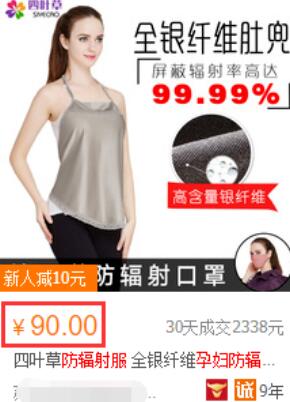 四叶草
SIYECAO
全银纤维肚兜
屏蔽辐射率高达
99.99%
高含量银纤维
防辐射口罩
新人减10元
¥ 90.00
30天成交2338元
四叶草防辐射服 全银纤维孕妇防辐...
诚 9年